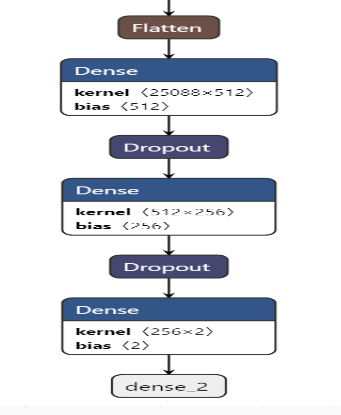 Flatten
Dense
kernel ⟨25088×512⟩
bias ⟨512⟩
Dropout
Dense
kernel ⟨512×256⟩
bias ⟨256⟩
Dropout
Dense
kernel ⟨256×2⟩
bias ⟨2⟩
dense_2